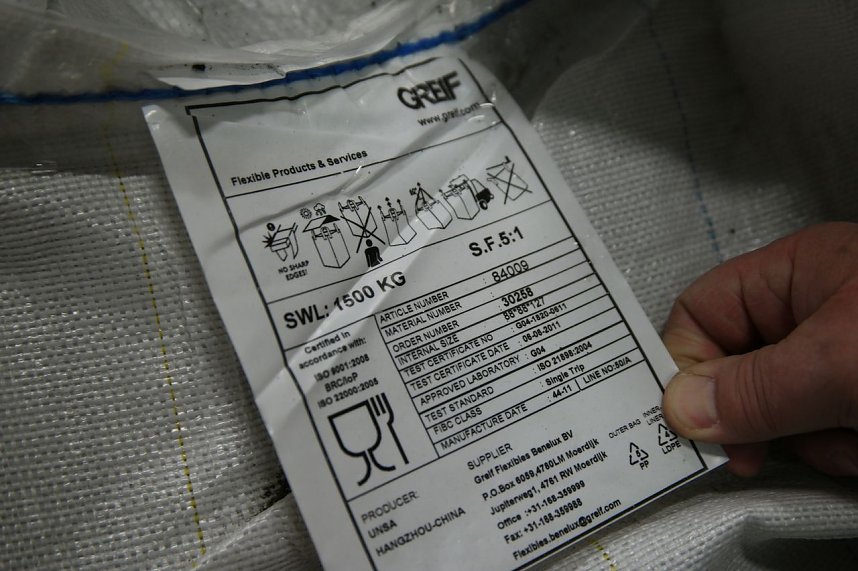 GREIF
www.greif.com
Flexible Products & Services
NO SHARP
EDGES!
SWL: 1500 KG
S.F.5:1
Certified in
accordance with:
ISO 9001:2008
BRC/IoP
ISO 22000:2005
ARTICLE NUMBER : 84009
MATERIAL NUMBER
ORDER NUMBER : 30258
INTERNAL SIZE
TEST CERTIFICATE NO : G04-1820-0611
TEST CERTIFICATE DATE : 06-06-2011
APPROVED LABORATORY : G04
TEST STANDARD : ISO 21898:2004
FIBC CLASS : Single Trip
MANUFACTURE DATE : 44-11 LINE NO:50/A
PRODUCER:
UNSA
HANGZHOU-CHINA
SUPPLIER
Greif Flexibles Benelux BV
P.O.Box 6059,4780LM Moerdijk
Jupiterweg1, 4761 RW Moerdijk
Office :+31-168-359999
Fax: +31-168-359988
Flexibles.benelux@greif.com
OUTER BAG
PP
INNER
LINER
LDPE